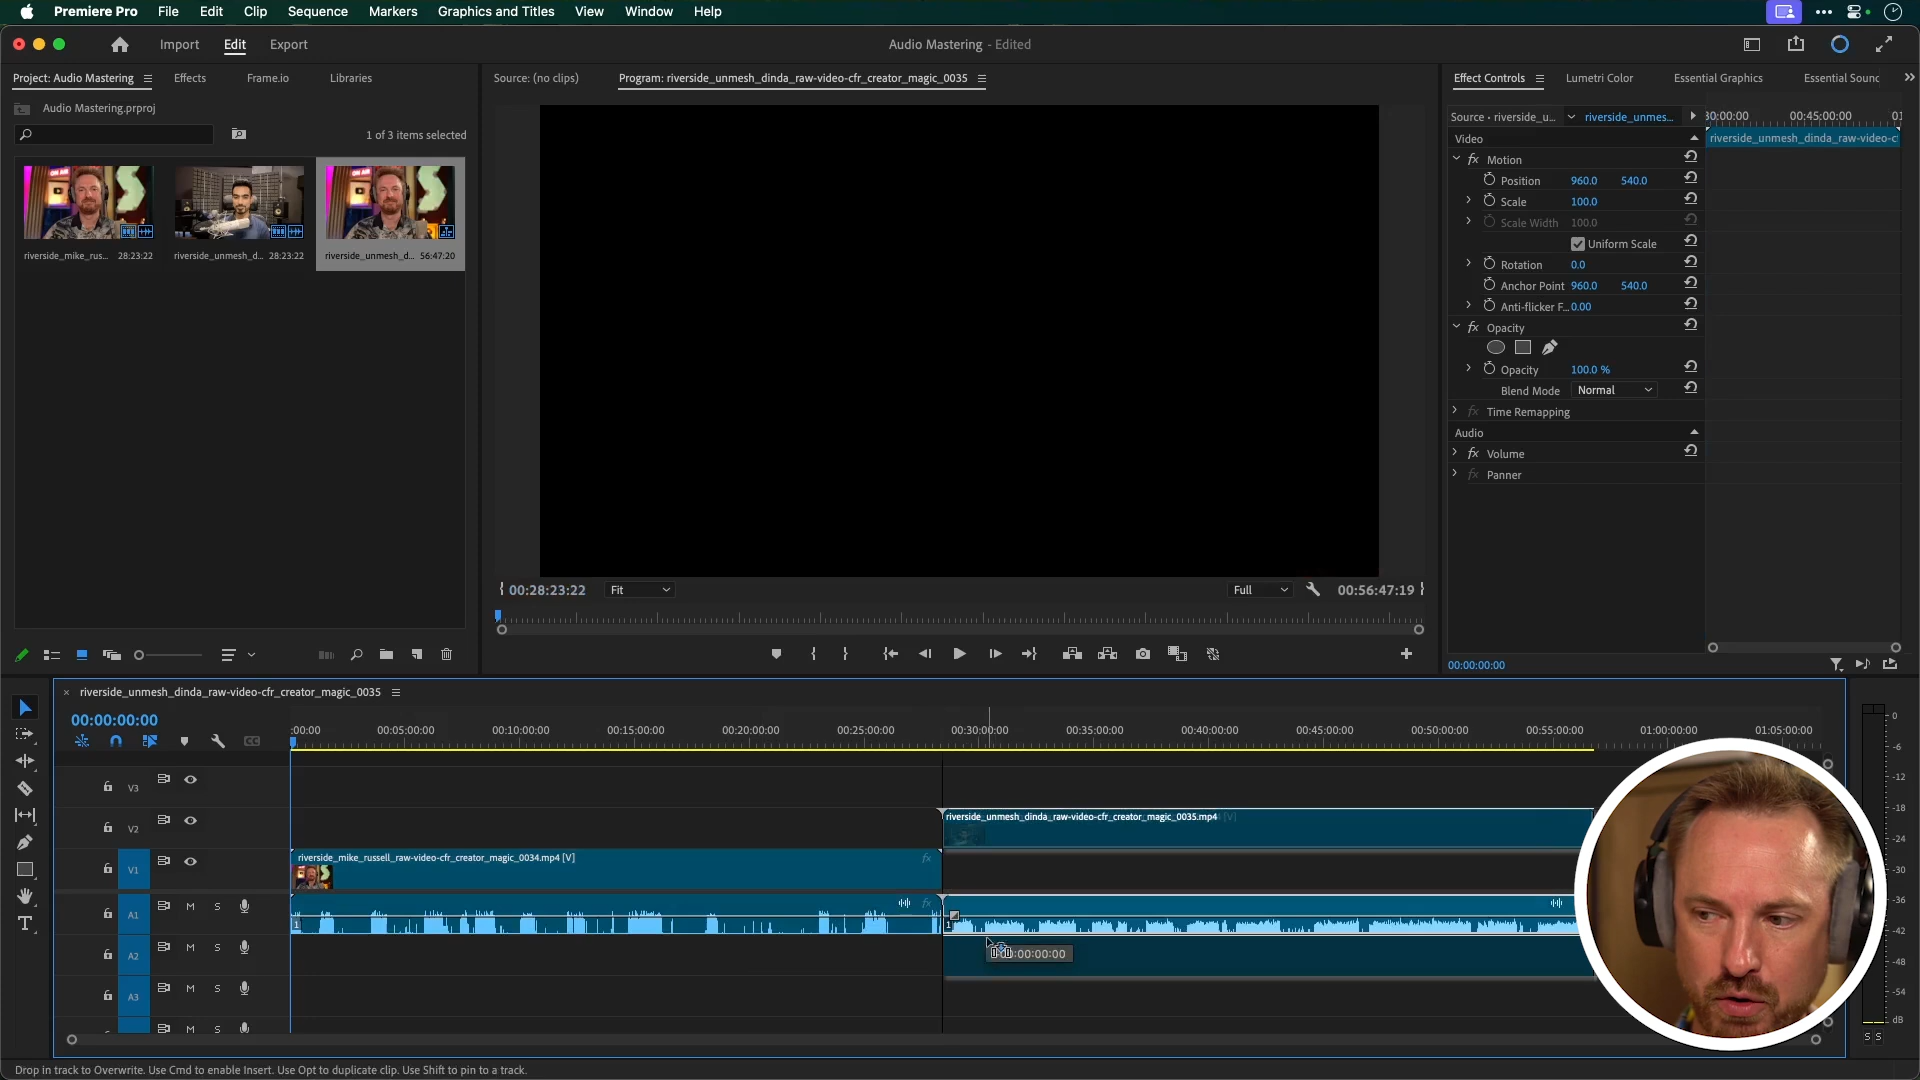 Premiere Pro File Edit Clip Sequence Markers Graphics and Titles View Window Help
Import Edit Export
Audio Mastering - Edited
Project: Audio Mastering Effects Frame.io Libraries
Source: (no clips) Program: riverside_unmesh_dinda_raw-video-cfr_creator_magic_0035
Effect Controls Lumetri Color Essential Graphics Essential Sound
Audio Mastering.prproj
1 of 3 items selected
riverside_mike_rus... 28:23:22
riverside_unmesh_d... 28:23:22
riverside_unmesh_d... 56:47:20
Source • riverside_u... riverside_unmes...
30:00:00 00:45:00:00 01
Video
riverside_unmesh_dinda_raw-video-c
fx Motion
Position 960.0 540.0
Scale 100.0
Scale Width 100.0
Uniform Scale
Rotation 0.0
Anchor Point 960.0 540.0
Anti-flicker F... 0.00
fx Opacity
Opacity 100.0 %
Blend Mode Normal
fx Time Remapping
Audio
fx Volume
fx Panner
00:00:00:00
00:28:23:22 Fit Full 00:56:47:19
riverside_unmesh_dinda_raw-video-cfr_creator_magic_0035
00:00:00:00
:00:00 00:05:00:00 00:10:00:00 00:15:00:00 00:20:00:00 00:25:00:00 00:30:00:00 00:35:00:00 00:40:00:00 00:45:00:00 00:50:00:00 00:55:00:00 01:00:00:00 01:05:00:00
CC
V3
V2
riverside_unmesh_dinda_raw-video-cfr_creator_magic_0035.mp4 [V]
V1
riverside_mike_russell_raw-video-cfr_creator_magic_0034.mp4 [V] fx
A1 M S fx
1 1
A2 M S
:00:00:00
A3 M S
M S
0
-6
-12
-18
-24
-30
-36
-42
-48
-54
dB
S S
Drop in track to Overwrite. Use Cmd to enable Insert. Use Opt to duplicate clip. Use Shift to pin to a track.